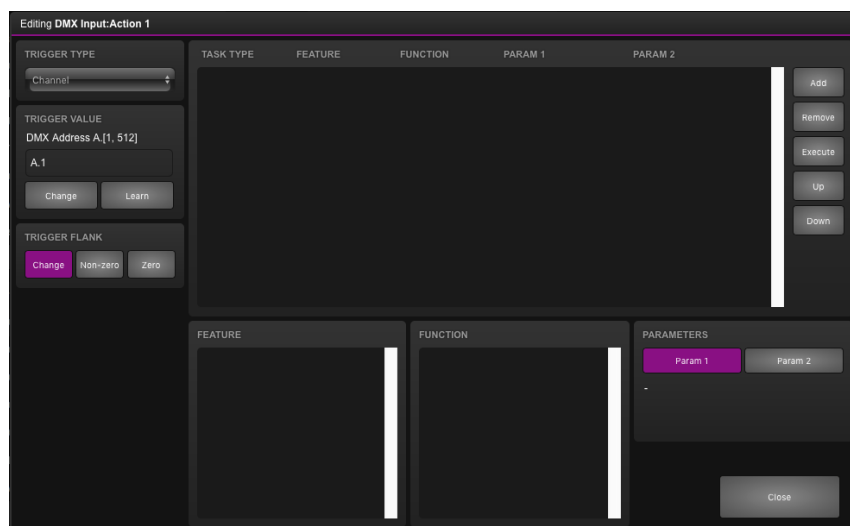 Editing DMX Input:Action 1
TRIGGER TYPE
Channel
TRIGGER VALUE
DMX Address A.[1, 512]
A.1
Change Learn
TRIGGER FLANK
Change Non-zero Zero
TASK TYPE FEATURE FUNCTION PARAM 1 PARAM 2
Add
Remove
Execute
Up
Down
FEATURE
FUNCTION
PARAMETERS
Param 1 Param 2
-
Close